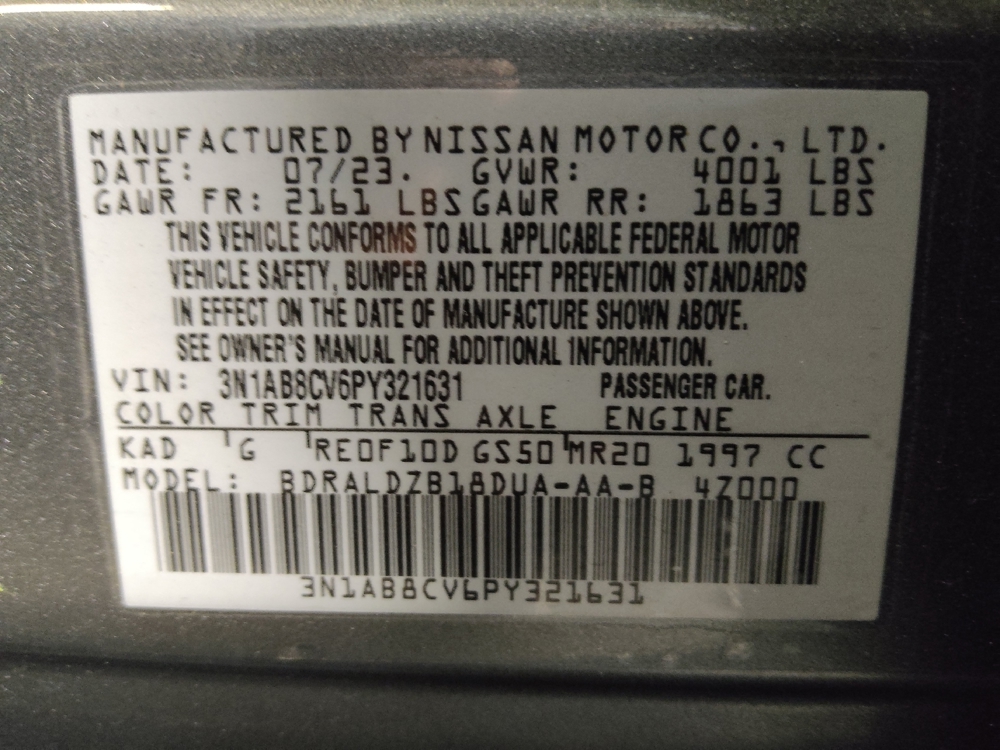 MANUFACTURED BY NISSAN MOTOR CO., LTD.
DATE: 07/23. GVWR: 4001 LBS
GAWR FR: 2161 LBS GAWR RR: 1863 LBS
THIS VEHICLE CONFORMS TO ALL APPLICABLE FEDERAL MOTOR
VEHICLE SAFETY, BUMPER AND THEFT PREVENTION STANDARDS
IN EFFECT ON THE DATE OF MANUFACTURE SHOWN ABOVE.
SEE OWNER'S MANUAL FOR ADDITIONAL INFORMATION.
VIN: 3N1AB8CV6PY321631 PASSENGER CAR.
COLOR TRIM TRANS AXLE ENGINE
KAD G RE0F10D GS50 MR20 1997 CC
MODEL: BDRALDZB18DUA-AA-B 4Z000
3N1AB8CV6PY321631